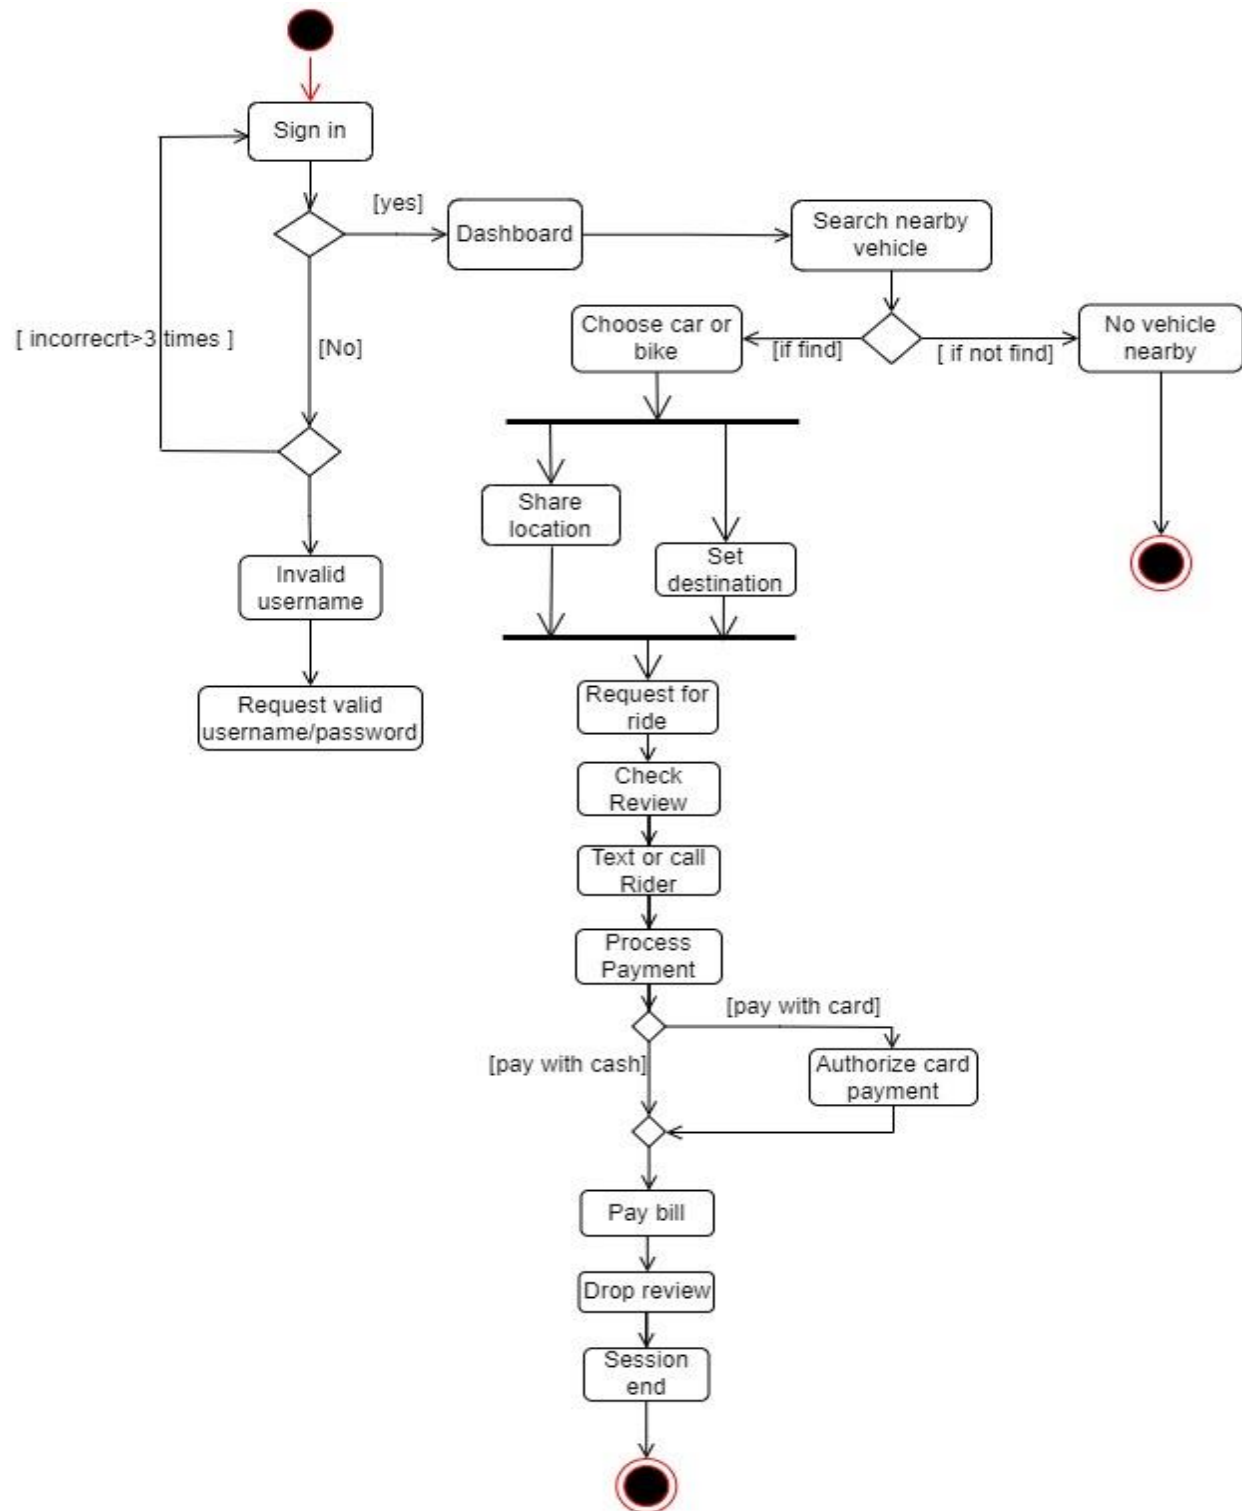 Sign in
[yes]
Dashboard
Search nearby
vehicle
[ incorrecrt>3 times ]
[No]
Choose car or
bike
[if find]
[ if not find]
No vehicle
nearby
Share
location
Set
destination
Invalid
username
Request valid
username/password
Request for
ride
Check
Review
Text or call
Rider
Process
Payment
[pay with card]
[pay with cash]
Authorize card
payment
Pay bill
Drop review
Session
end